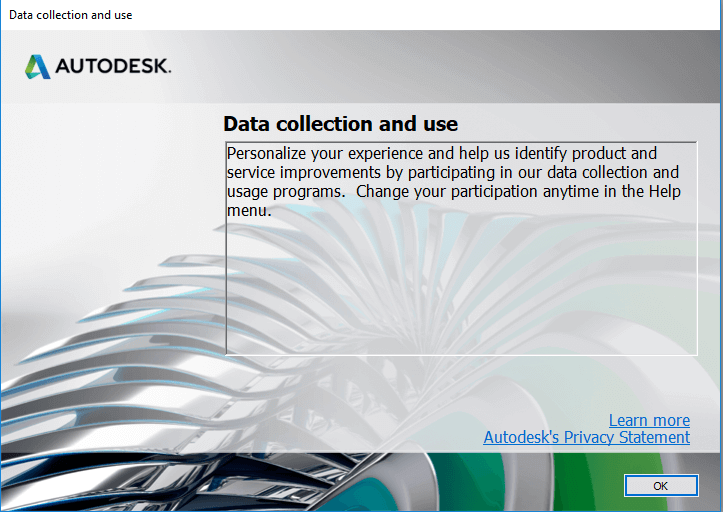 Data collection and use
AUTODESK.
Data collection and use
Personalize your experience and help us identify product and
service improvements by participating in our data collection and
usage programs.  Change your participation anytime in the Help
menu.
Learn more
Autodesk's Privacy Statement
OK